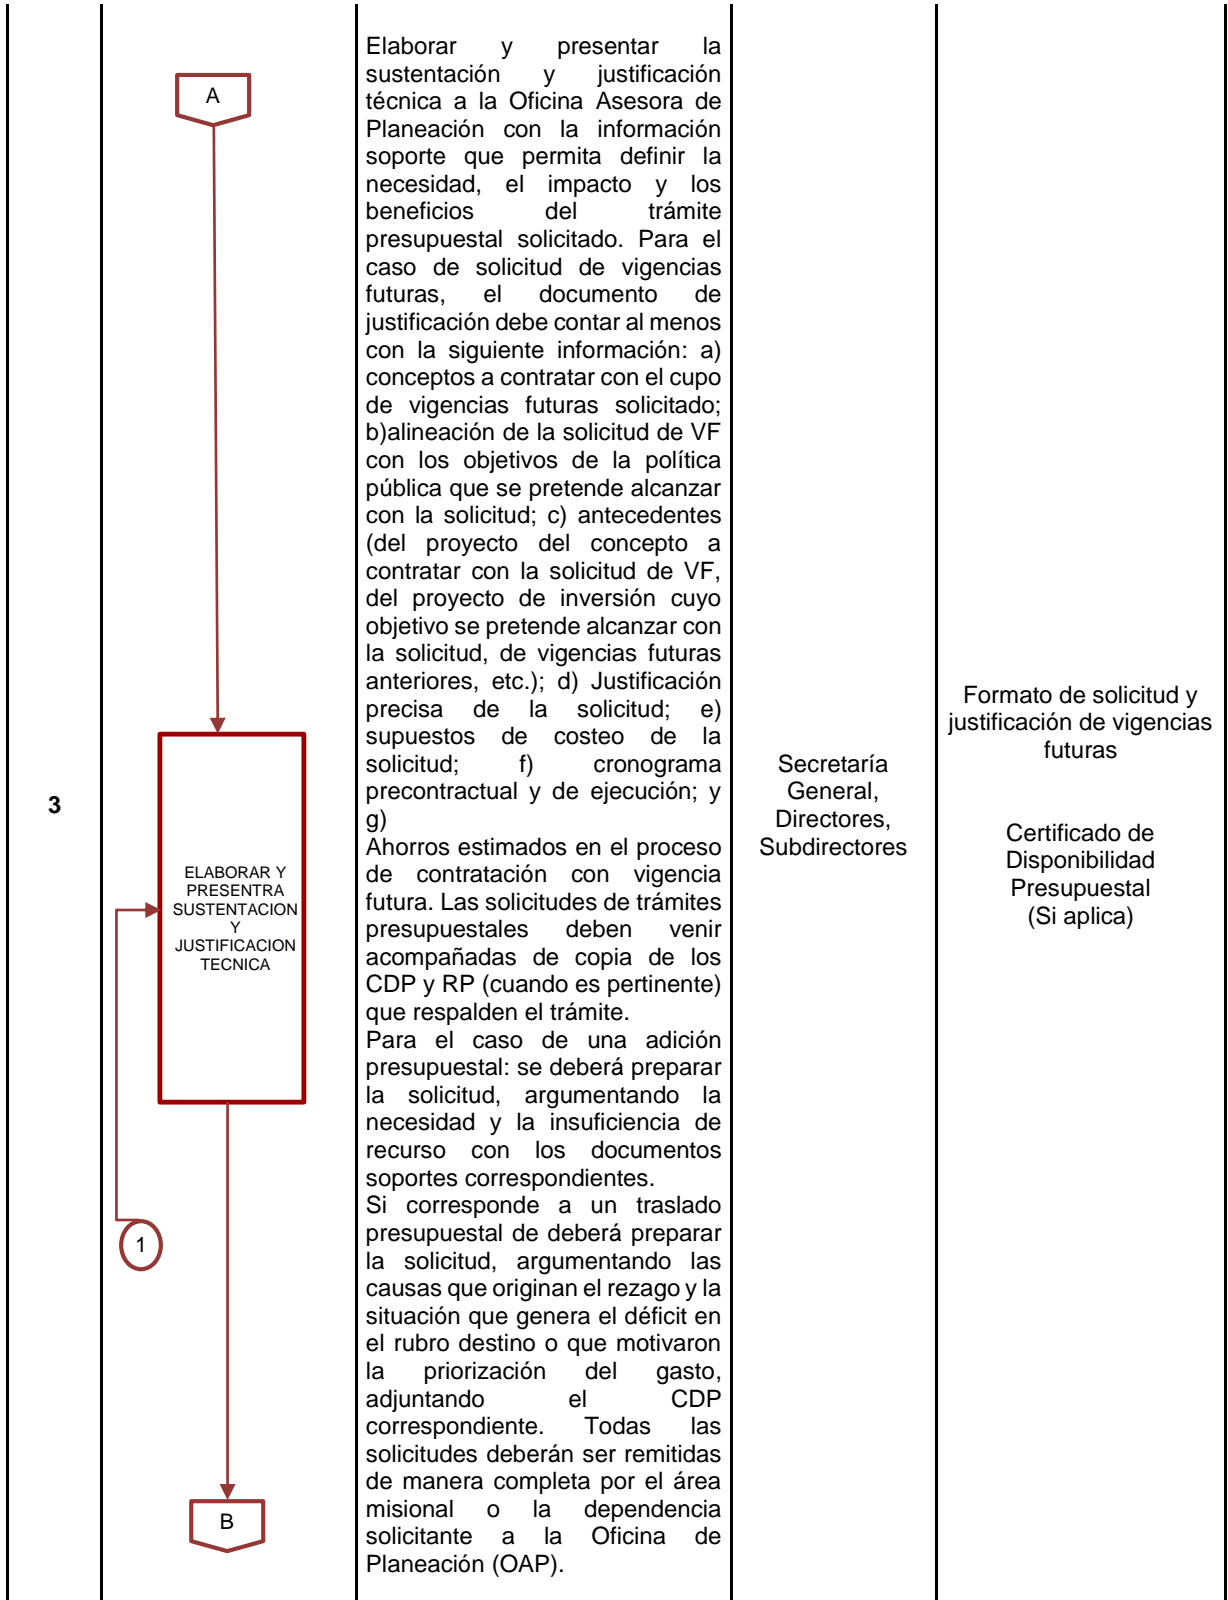 3
A
ELABORAR Y
PRESENTRA
SUSTENTACION
Y
JUSTIFICACION
TECNICA
1
B
Elaborar y presentar la
sustentación y justificación
técnica a la Oficina Asesora de
Planeación con la información
soporte que permita definir la
necesidad, el impacto y los
beneficios del trámite
presupuestal solicitado. Para el
caso de solicitud de vigencias
futuras, el documento de
justificación debe contar al menos
con la siguiente información: a)
conceptos a contratar con el cupo
de vigencias futuras solicitado;
b)alineación de la solicitud de VF
con los objetivos de la política
pública que se pretende alcanzar
con la solicitud; c) antecedentes
(del proyecto del concepto a
contratar con la solicitud de VF,
del proyecto de inversión cuyo
objetivo se pretende alcanzar con
la solicitud, de vigencias futuras
anteriores, etc.); d) Justificación
precisa de la solicitud; e)
supuestos de costeo de la
solicitud; f) cronograma
precontractual y de ejecución; y
g)
Ahorros estimados en el proceso
de contratación con vigencia
futura. Las solicitudes de trámites
presupuestales deben venir
acompañadas de copia de los
CDP y RP (cuando es pertinente)
que respalden el trámite.
Para el caso de una adición
presupuestal: se deberá preparar
la solicitud, argumentando la
necesidad y la insuficiencia de
recurso con los documentos
soportes correspondientes.
Si corresponde a un traslado
presupuestal de deberá preparar
la solicitud, argumentando las
causas que originan el rezago y la
situación que genera el déficit en
el rubro destino o que motivaron
la priorización del gasto,
adjuntando el CDP
correspondiente. Todas las
solicitudes deberán ser remitidas
de manera completa por el área
misional o la dependencia
solicitante a la Oficina de
Planeación (OAP).
Secretaría
General,
Directores,
Subdirectores
Formato de solicitud y
justificación de vigencias
futuras
Certificado de
Disponibilidad
Presupuestal
(Si aplica)